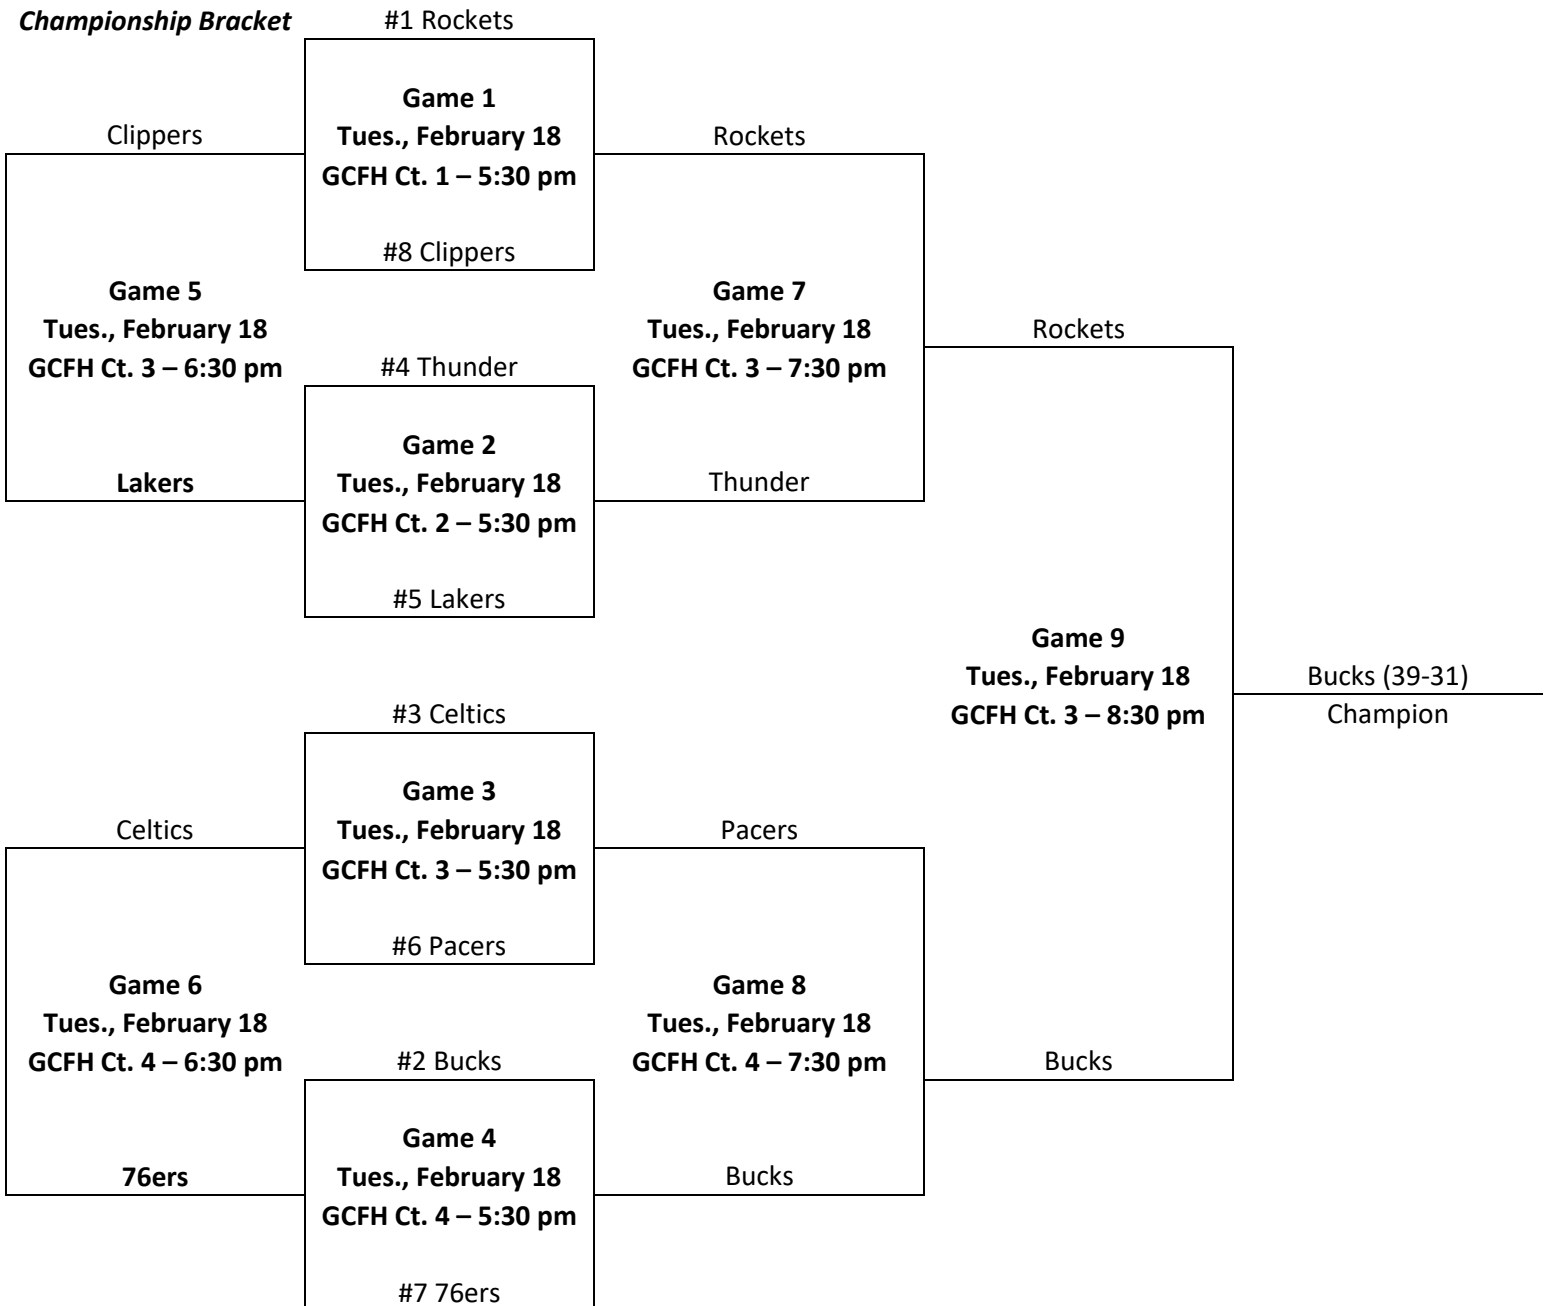 Championship Bracket
#1 Rockets
Game 1
Tues., February 18
GCFH Ct. 1 – 5:30 pm
#8 Clippers
Clippers
Game 5
Tues., February 18
GCFH Ct. 3 – 6:30 pm
Lakers
#4 Thunder
Game 2
Tues., February 18
GCFH Ct. 2 – 5:30 pm
#5 Lakers
Rockets
Game 7
Tues., February 18
GCFH Ct. 3 – 7:30 pm
Thunder
Rockets
#3 Celtics
Game 3
Tues., February 18
GCFH Ct. 3 – 5:30 pm
#6 Pacers
Celtics
Game 6
Tues., February 18
GCFH Ct. 4 – 6:30 pm
76ers
#2 Bucks
Game 4
Tues., February 18
GCFH Ct. 4 – 5:30 pm
#7 76ers
Pacers
Game 8
Tues., February 18
GCFH Ct. 4 – 7:30 pm
Bucks
Bucks
Game 9
Tues., February 18
GCFH Ct. 3 – 8:30 pm
Bucks (39-31)
Champion